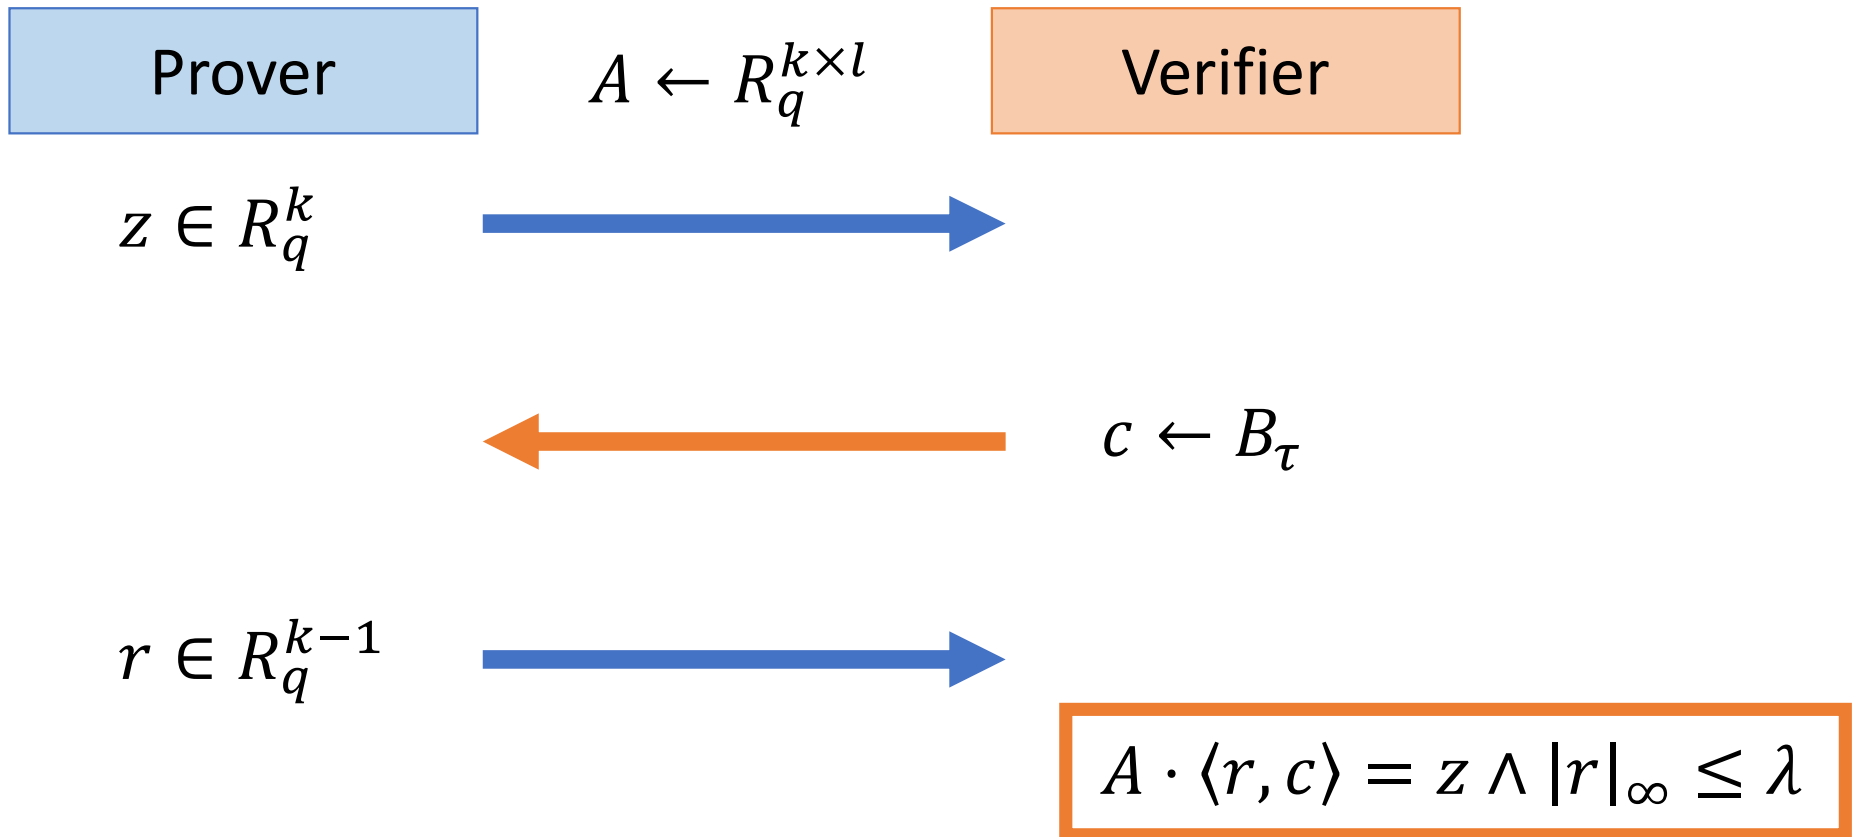 Prover
A ← R_q^{k×l}
Verifier
z ∈ R_q^k
c ← B_τ
r ∈ R_q^{k−1}
A · ⟨r, c⟩ = z ∧ |r|_∞ ≤ λ